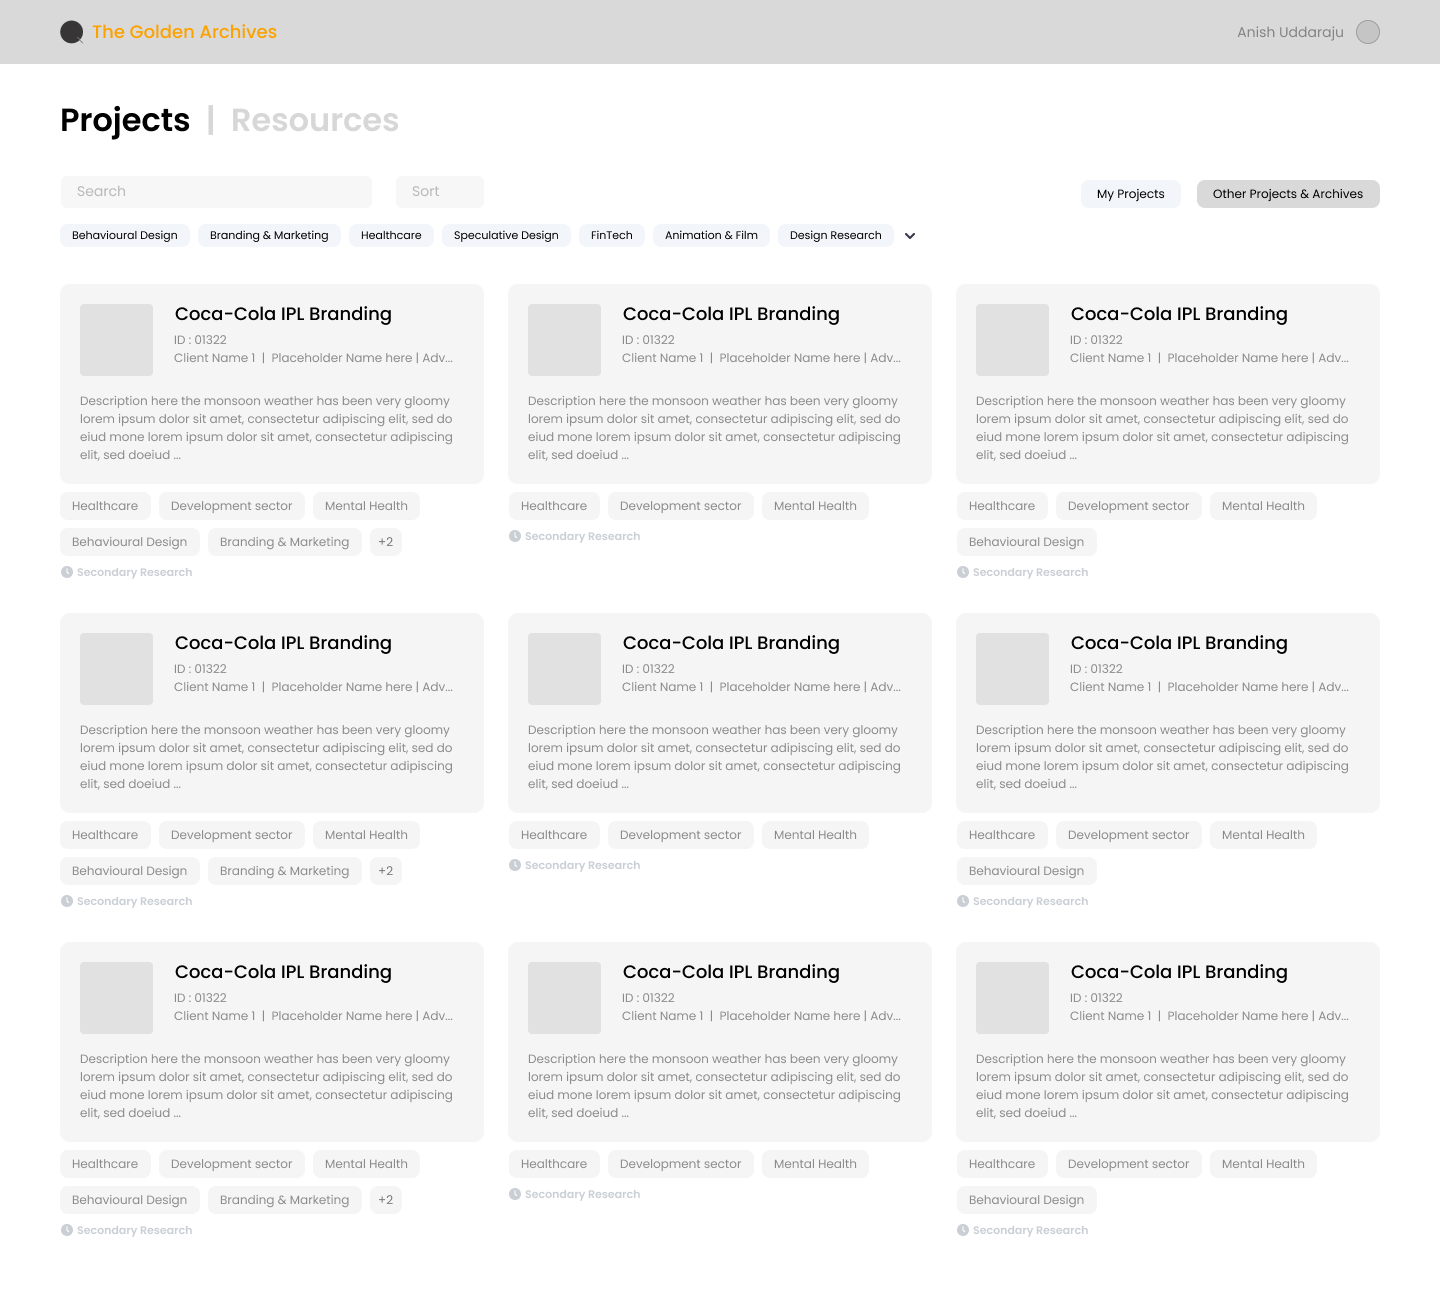 The Golden Archives
Anish Uddaraju
Projects | Resources
Search
Sort
My Projects
Other Projects & Archives
Behavioural Design
Branding & Marketing
Healthcare
Speculative Design
FinTech
Animation & Film
Design Research
Coca-Cola IPL Branding
ID : 01322
Client Name 1 | Placeholder Name here | Adv...
Description here the monsoon weather has been very gloomy
lorem ipsum dolor sit amet, consectetur adipiscing elit, sed do
eiud mone lorem ipsum dolor sit amet, consectetur adipiscing
elit, sed doeiud ...
Healthcare
Development sector
Mental Health
Behavioural Design
Branding & Marketing
+2
Secondary Research
Coca-Cola IPL Branding
ID : 01322
Client Name 1 | Placeholder Name here | Adv...
Description here the monsoon weather has been very gloomy
lorem ipsum dolor sit amet, consectetur adipiscing elit, sed do
eiud mone lorem ipsum dolor sit amet, consectetur adipiscing
elit, sed doeiud ...
Healthcare
Development sector
Mental Health
Secondary Research
Coca-Cola IPL Branding
ID : 01322
Client Name 1 | Placeholder Name here | Adv...
Description here the monsoon weather has been very gloomy
lorem ipsum dolor sit amet, consectetur adipiscing elit, sed do
eiud mone lorem ipsum dolor sit amet, consectetur adipiscing
elit, sed doeiud ...
Healthcare
Development sector
Mental Health
Behavioural Design
Secondary Research
Coca-Cola IPL Branding
ID : 01322
Client Name 1 | Placeholder Name here | Adv...
Description here the monsoon weather has been very gloomy
lorem ipsum dolor sit amet, consectetur adipiscing elit, sed do
eiud mone lorem ipsum dolor sit amet, consectetur adipiscing
elit, sed doeiud ...
Healthcare
Development sector
Mental Health
Behavioural Design
Branding & Marketing
+2
Secondary Research
Coca-Cola IPL Branding
ID : 01322
Client Name 1 | Placeholder Name here | Adv...
Description here the monsoon weather has been very gloomy
lorem ipsum dolor sit amet, consectetur adipiscing elit, sed do
eiud mone lorem ipsum dolor sit amet, consectetur adipiscing
elit, sed doeiud ...
Healthcare
Development sector
Mental Health
Secondary Research
Coca-Cola IPL Branding
ID : 01322
Client Name 1 | Placeholder Name here | Adv...
Description here the monsoon weather has been very gloomy
lorem ipsum dolor sit amet, consectetur adipiscing elit, sed do
eiud mone lorem ipsum dolor sit amet, consectetur adipiscing
elit, sed doeiud ...
Healthcare
Development sector
Mental Health
Behavioural Design
Secondary Research
Coca-Cola IPL Branding
ID : 01322
Client Name 1 | Placeholder Name here | Adv...
Description here the monsoon weather has been very gloomy
lorem ipsum dolor sit amet, consectetur adipiscing elit, sed do
eiud mone lorem ipsum dolor sit amet, consectetur adipiscing
elit, sed doeiud ...
Healthcare
Development sector
Mental Health
Behavioural Design
Branding & Marketing
+2
Secondary Research
Coca-Cola IPL Branding
ID : 01322
Client Name 1 | Placeholder Name here | Adv...
Description here the monsoon weather has been very gloomy
lorem ipsum dolor sit amet, consectetur adipiscing elit, sed do
eiud mone lorem ipsum dolor sit amet, consectetur adipiscing
elit, sed doeiud ...
Healthcare
Development sector
Mental Health
Secondary Research
Coca-Cola IPL Branding
ID : 01322
Client Name 1 | Placeholder Name here | Adv...
Description here the monsoon weather has been very gloomy
lorem ipsum dolor sit amet, consectetur adipiscing elit, sed do
eiud mone lorem ipsum dolor sit amet, consectetur adipiscing
elit, sed doeiud ...
Healthcare
Development sector
Mental Health
Behavioural Design
Secondary Research